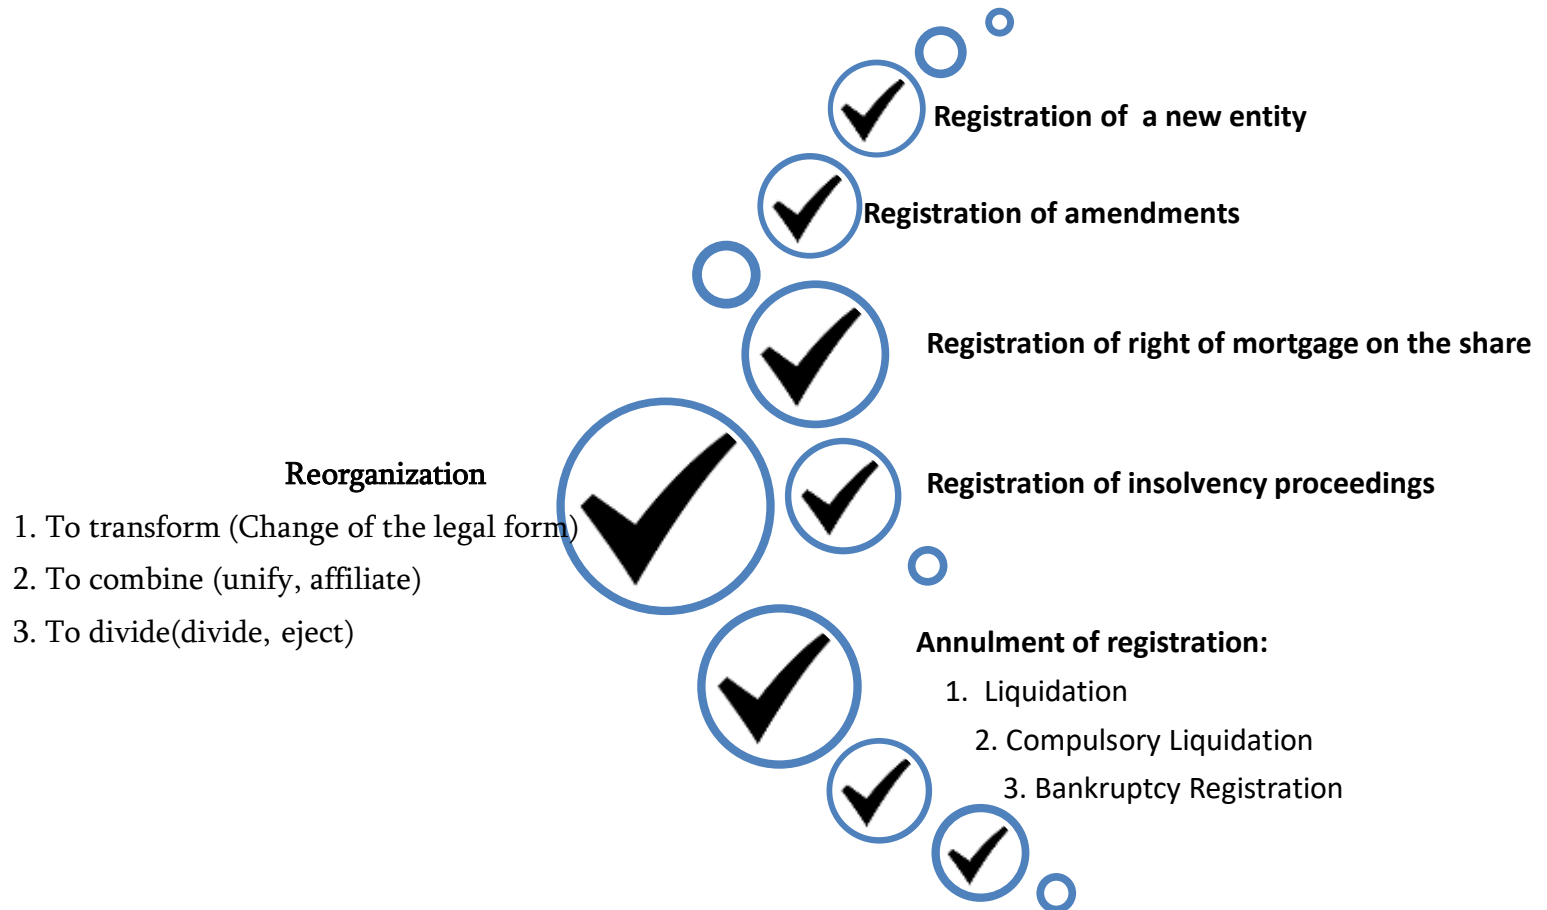 Registration of  a new entity
Registration of amendments
Registration of right of mortgage on the share
Reorganization
1. To transform (Change of the legal form)
2. To combine (unify, affiliate)
3. To divide(divide, eject)
Registration of insolvency proceedings
Annulment of registration:
1.  Liquidation
2. Compulsory Liquidation
3. Bankruptcy Registration